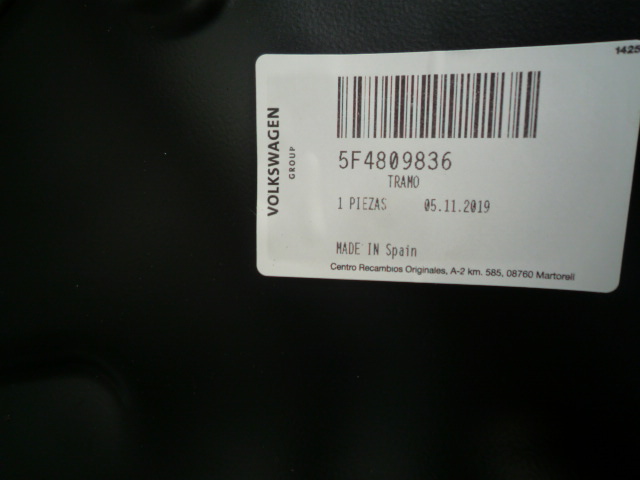 1425
VOLKSWAGEN
GROUP
5F4809836
TRAMO
1 PIEZAS 05.11.2019
MADE IN Spain
Centro Recambios Originales, A-2 km. 585, 08760 Martorell